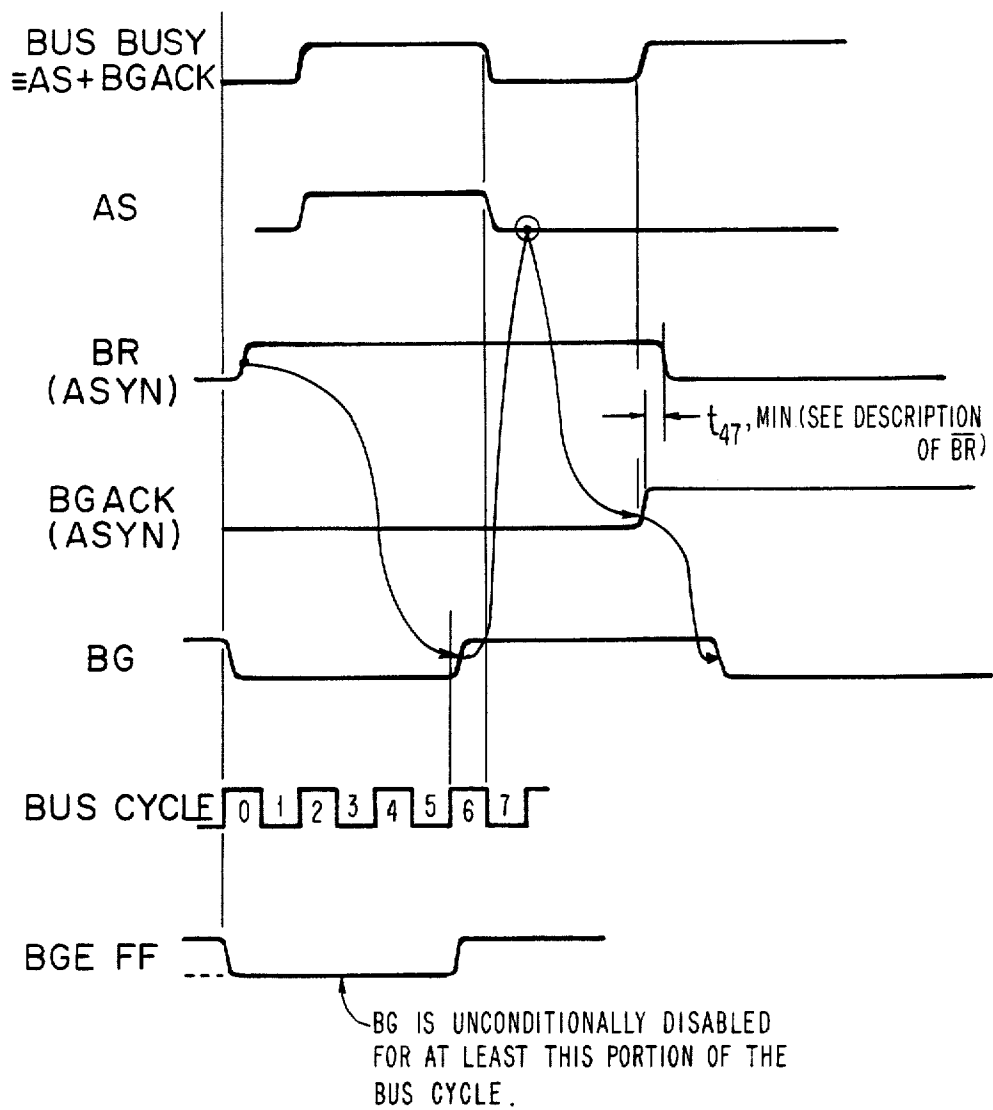 BUS BUSY
≡AS+BGACK
AS
BR
(ASYN)
t47, MIN.(SEE DESCRIPTION
OF B̅R̅)
BGACK
(ASYN)
BG
BUS CYCLE
0 1 2 3 4 5 6 7
BGE FF
BG IS UNCONDITIONALLY DISABLED
FOR AT LEAST THIS PORTION OF THE
BUS CYCLE.